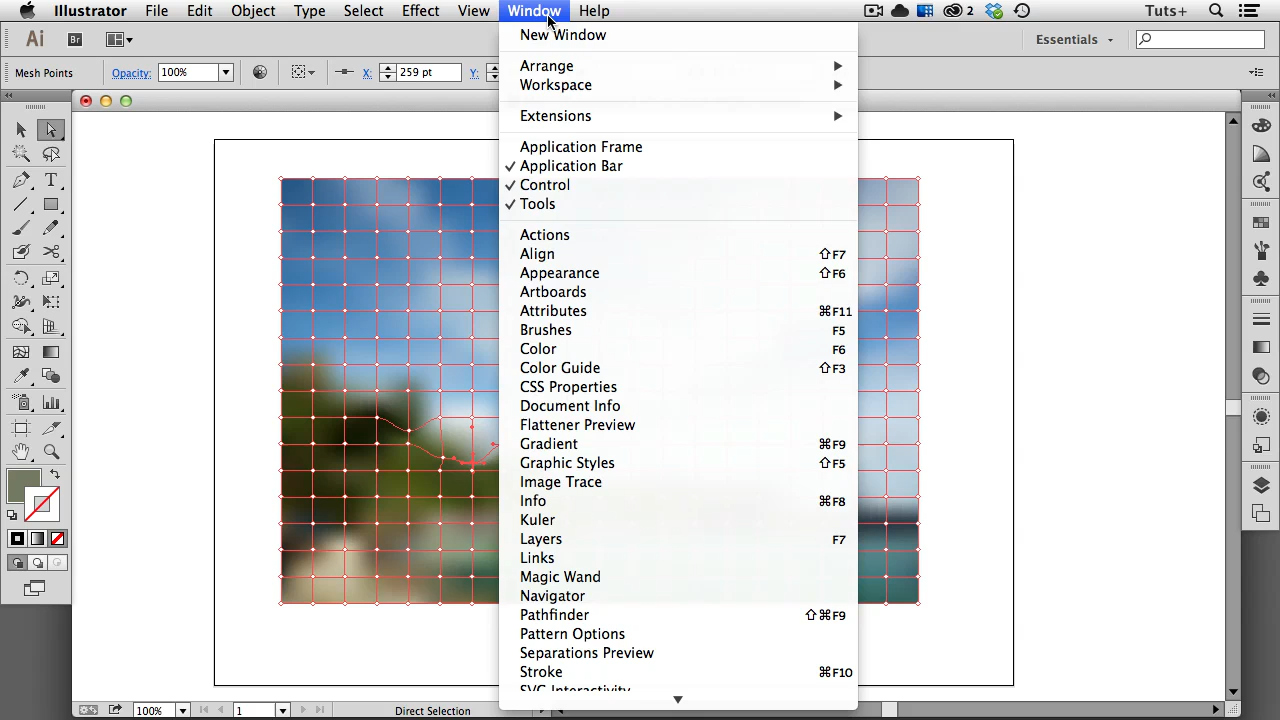 Illustrator File Edit Object Type Select Effect View Window Help 2 Tuts+
Ai Br Essentials
Mesh Points Opacity: 100% X: 259 pt Y:
New Window
Arrange
Workspace
Extensions
Application Frame
✓ Application Bar
✓ Control
✓ Tools
Actions
Align ⇧F7
Appearance ⇧F6
Artboards
Attributes ⌘F11
Brushes F5
Color F6
Color Guide ⇧F3
CSS Properties
Document Info
Flattener Preview
Gradient ⌘F9
Graphic Styles ⇧F5
Image Trace
Info ⌘F8
Kuler
Layers F7
Links
Magic Wand
Navigator
Pathfinder ⇧⌘F9
Pattern Options
Separations Preview
Stroke ⌘F10
SVG Interactivity
T
100% 1 Direct Selection